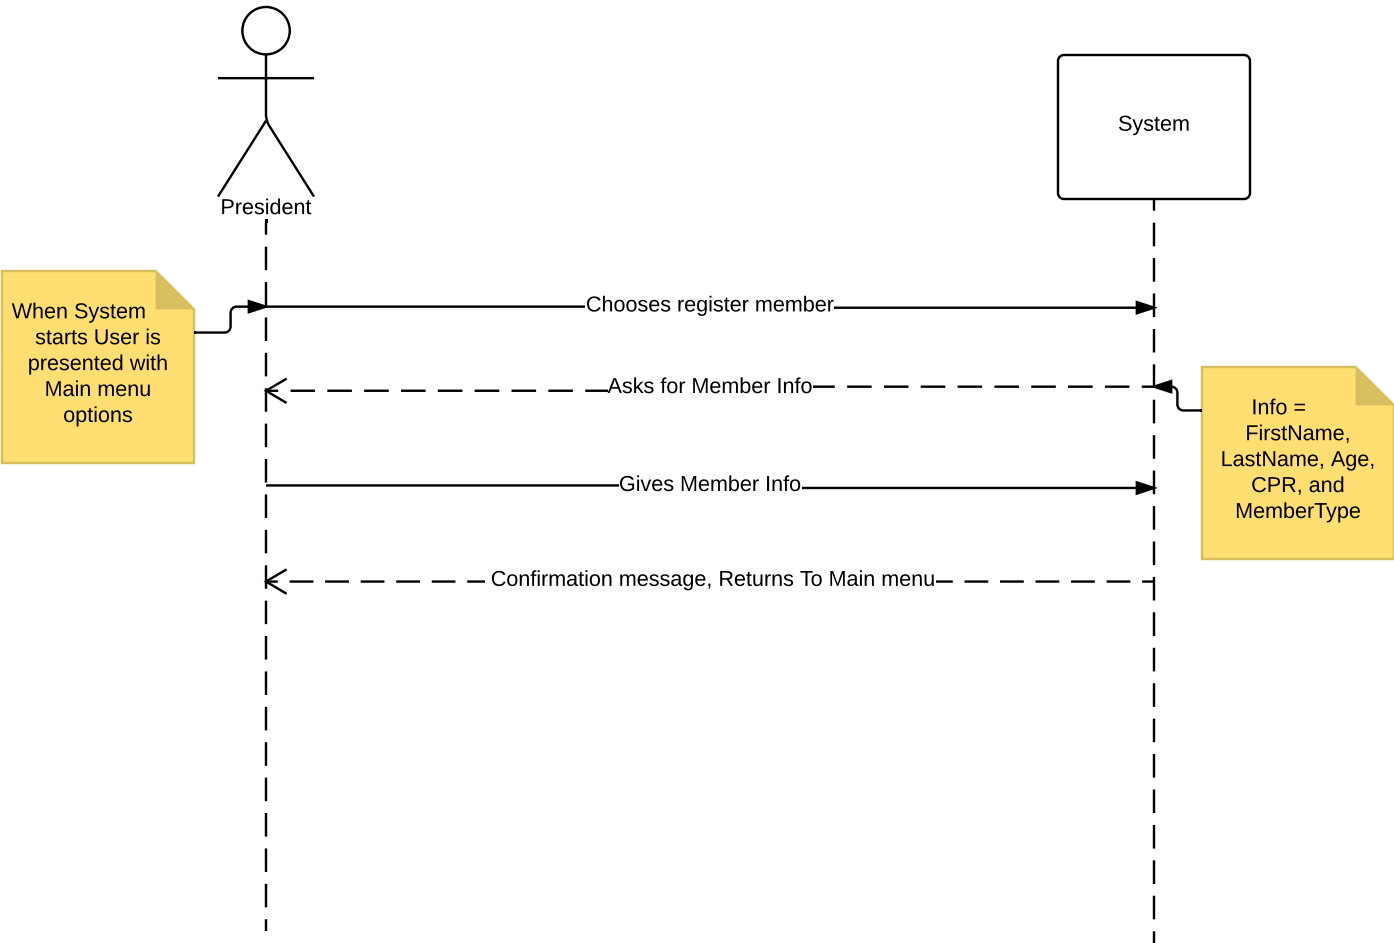 President
System
When System
starts User is
presented with
Main menu
options
Chooses register member
Asks for Member Info
Info =
FirstName,
LastName, Age,
CPR, and
MemberType
Gives Member Info
Confirmation message, Returns To Main menu